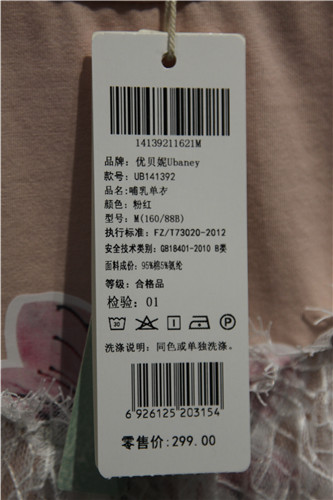 14139211621M
品牌：优贝妮Ubaney
款号：UB141392
品名：哺乳单衣
颜色：粉红
型号：M(160/88B)
执行标准：FZ/T73020-2012
安全技术类别：GB18401-2010 B类
面料成份：95%棉5%氨纶
等级：合格品
检验：01
30
P
洗涤说明：同色或单独洗涤。
6 926125 203154
零售价:299.00